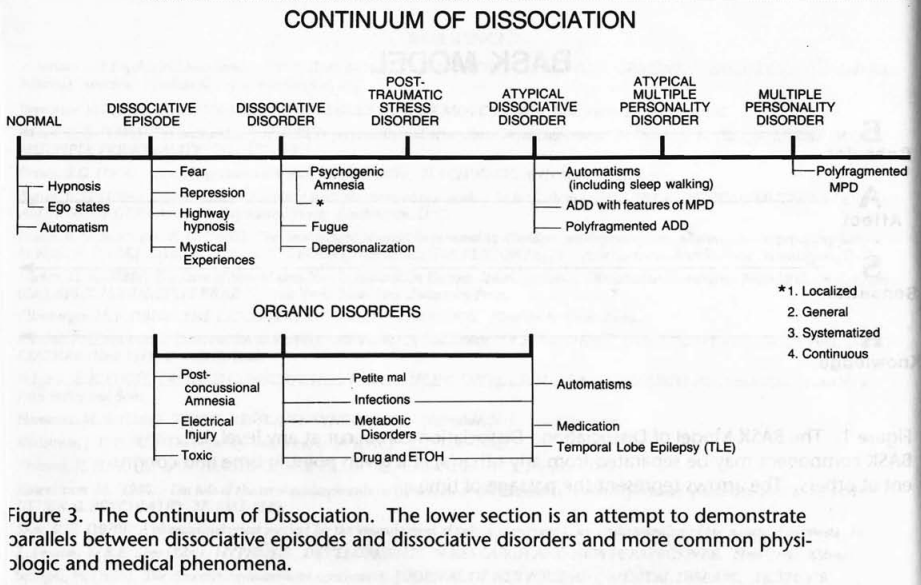 CONTINUUM OF DISSOCIATION
BASK MODEL
NORMAL
DISSOCIATIVE
EPISODE
DISSOCIATIVE
DISORDER
POST-
TRAUMATIC
STRESS
DISORDER
ATYPICAL
DISSOCIATIVE
DISORDER
ATYPICAL
MULTIPLE
PERSONALITY
DISORDER
MULTIPLE
PERSONALITY
DISORDER
Hypnosis
Ego states
Automatism
Fear
Repression
Highway
hypnosis
Mystical
Experiences
Psychogenic
Amnesia
*
Fugue
Depersonalization
Automatisms
(including sleep walking)
ADD with features of MPD
Polyfragmented ADD
Polyfragmented
MPD
*1. Localized
2. General
3. Systematized
4. Continuous
ORGANIC DISORDERS
Post-
concussional
Amnesia
Electrical
Injury
Toxic
Petite mal
Infections
Metabolic
Disorders
Drug and ETOH
Automatisms
Medication
Temporal Lobe Epilepsy (TLE)
Figure 3. The Continuum of Dissociation. The lower section is an attempt to demonstrate
parallels between dissociative episodes and dissociative disorders and more known physi-
ologic and medical phenomena.